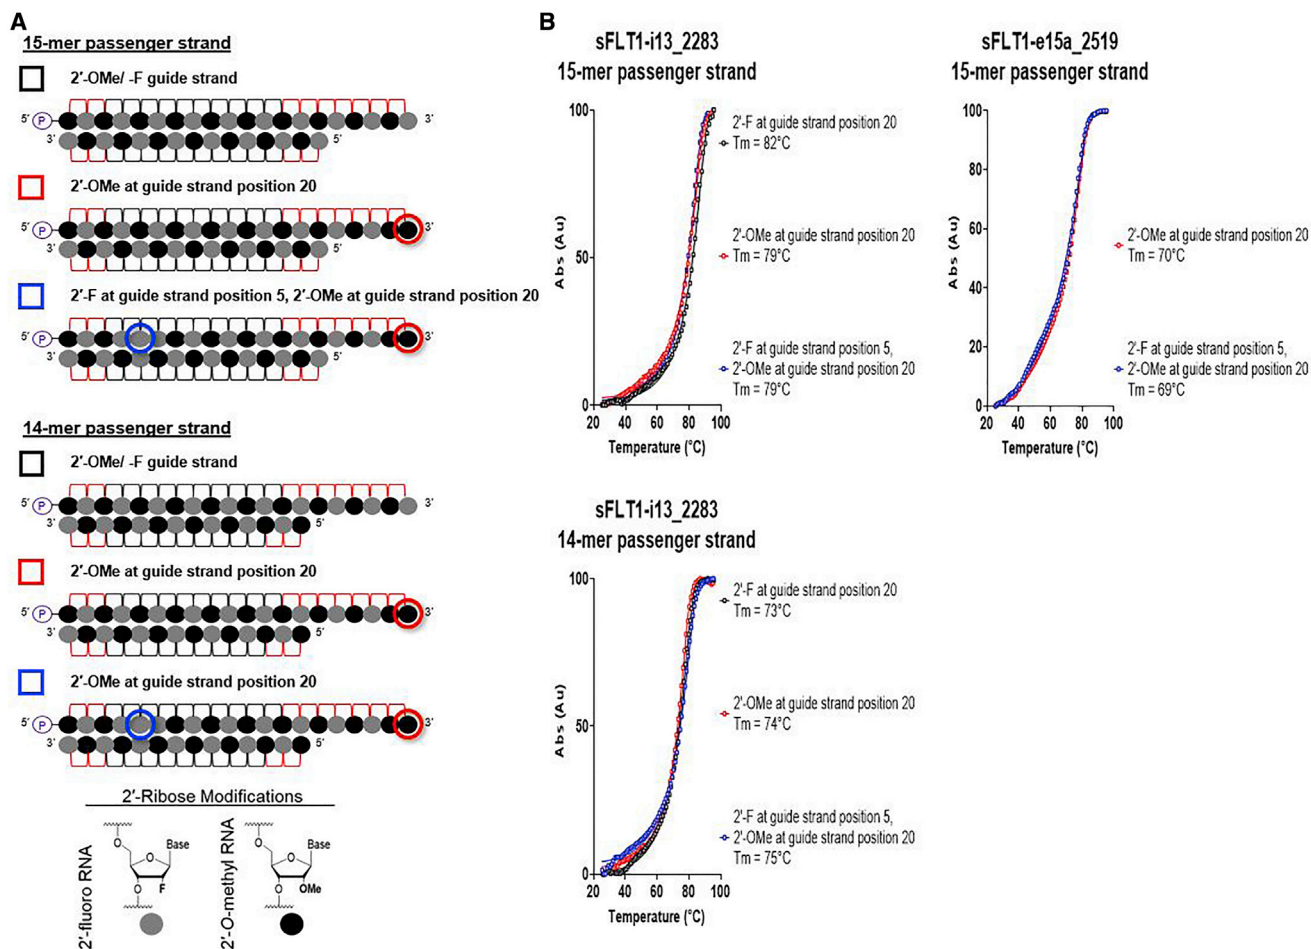 A
15-mer passenger strand
2'-OMe/ -F guide strand
5' P 3'
3' 5'
2'-OMe at guide strand position 20
5' P 3'
3' 5'
2'-F at guide strand position 5, 2'-OMe at guide strand position 20
5' P 3'
3' 5'
14-mer passenger strand
2'-OMe/ -F guide strand
5' P 3'
3' 5'
2'-OMe at guide strand position 20
5' P 3'
3' 5'
2'-OMe at guide strand position 20
5' P 3'
3' 5'
2'-Ribose Modifications
2'-fluoro RNA
O
Base
O
O
F
2'-O-methyl RNA
O
Base
O
O
OMe
B
sFLT1-i13_2283
15-mer passenger strand
100
50
0
Abs (Au)
20 40 60 80 100
Temperature (°C)
2'-F at guide strand position 20
Tm = 82°C
2'-OMe at guide strand position 20
Tm = 79°C
2'-F at guide strand position 5,
2'-OMe at guide strand position 20
Tm = 79°C
sFLT1-e15a_2519
15-mer passenger strand
100
80
60
40
20
0
Abs (Au)
20 40 60 80 100
Temperature (°C)
2'-OMe at guide strand position 20
Tm = 70°C
2'-F at guide strand position 5,
2'-OMe at guide strand position 20
Tm = 69°C
sFLT1-i13_2283
14-mer passenger strand
100
50
0
Abs (Au)
20 40 60 80 100
Temperature (°C)
2'-F at guide strand position 20
Tm = 73°C
2'-OMe at guide strand position 20
Tm = 74°C
2'-F at guide strand position 5,
2'-OMe at guide strand position 20
Tm = 75°C